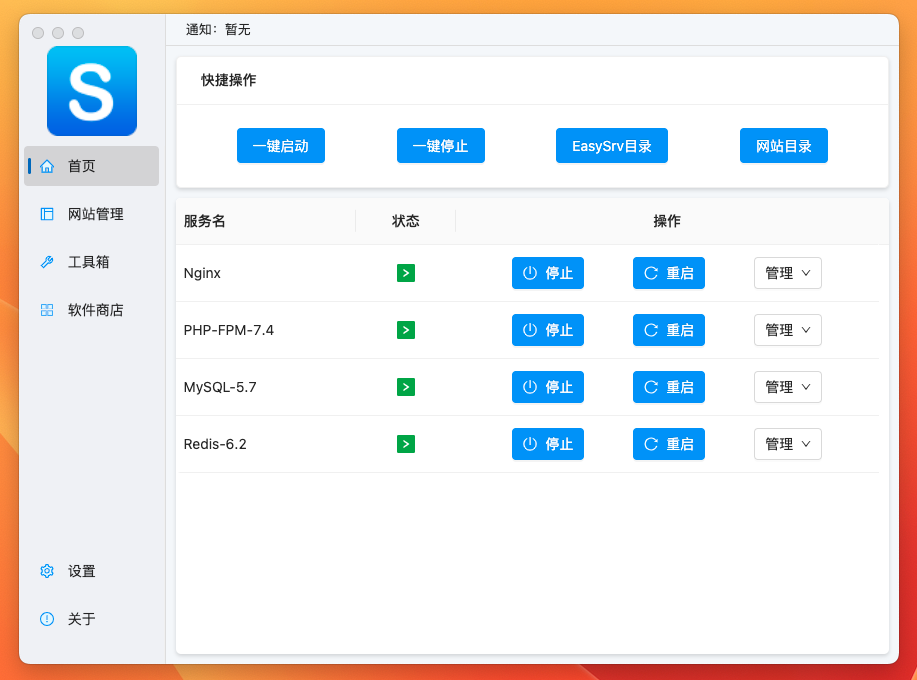 通知：暂无
S
首页
网站管理
工具箱
软件商店
设置
关于
快捷操作
一键启动 一键停止 EasySrv目录 网站目录
服务名 状态 操作
Nginx 停止 重启 管理
PHP-FPM-7.4 停止 重启 管理
MySQL-5.7 停止 重启 管理
Redis-6.2 停止 重启 管理